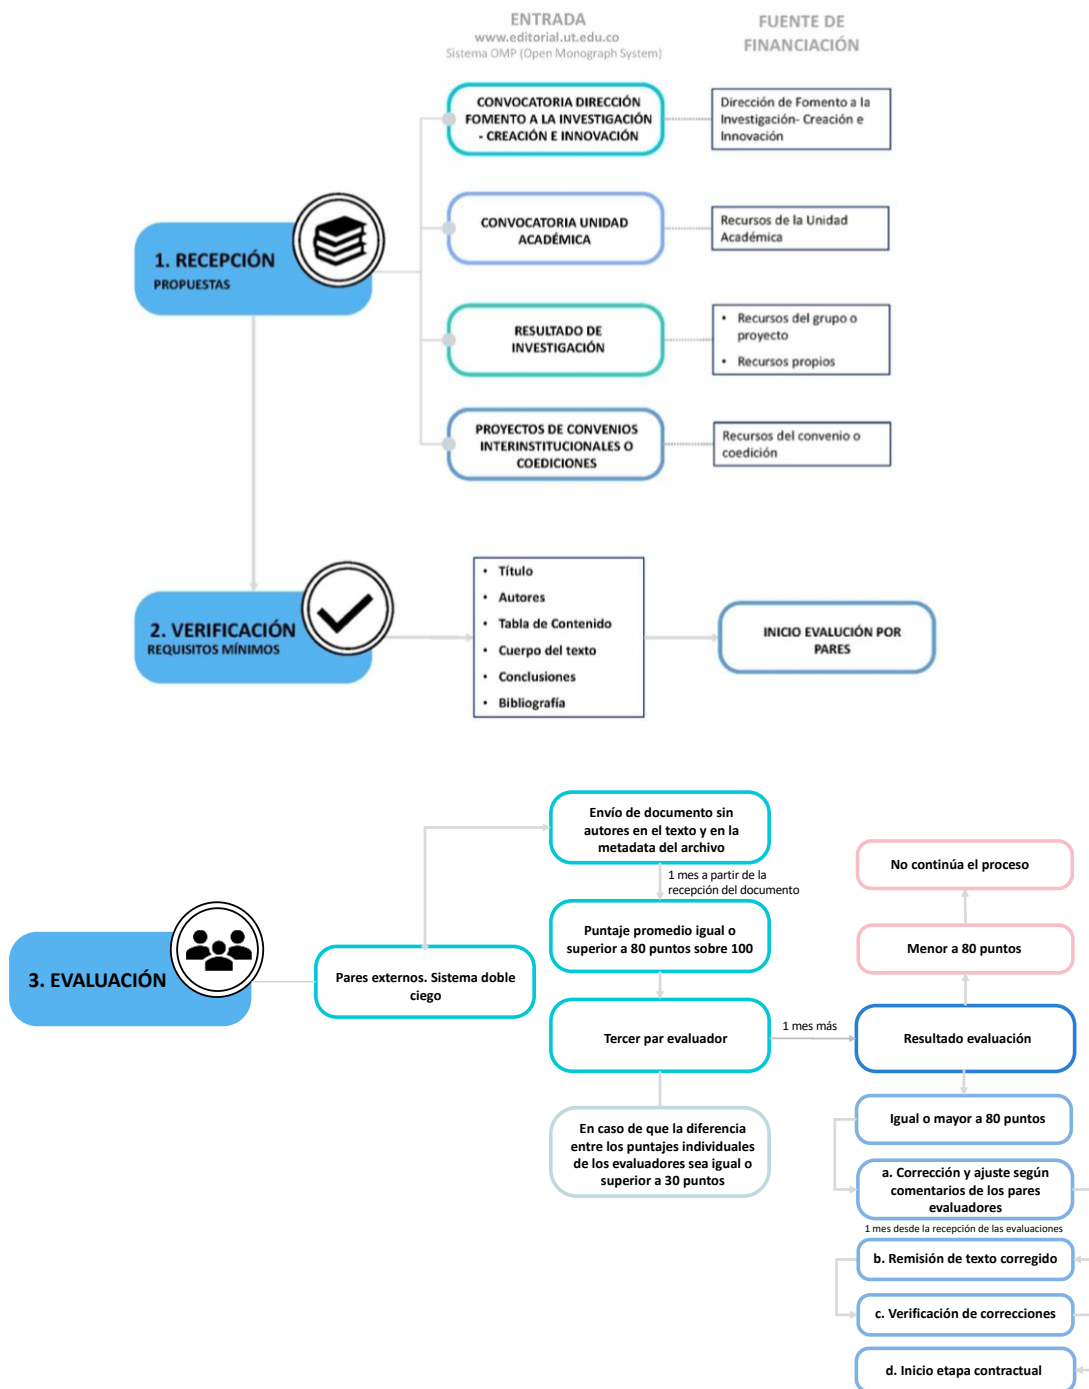 ENTRADA
www.editorial.ut.edu.co
Sistema OMP (Open Monograph System)
FUENTE DE
FINANCIACIÓN
CONVOCATORIA DIRECCIÓN
FOMENTO A LA INVESTIGACIÓN
- CREACIÓN E INNOVACIÓN
Dirección de Fomento a la
Investigación- Creación e
Innovación
CONVOCATORIA UNIDAD
ACADÉMICA
Recursos de la Unidad
Académica
1. RECEPCIÓN
PROPUESTAS
RESULTADO DE
INVESTIGACIÓN
• Recursos del grupo o
proyecto
• Recursos propios
PROYECTOS DE CONVENIOS
INTERINSTITUCIONALES O
COEDICIONES
Recursos del convenio o
coedición
2. VERIFICACIÓN
REQUISITOS MÍNIMOS
• Título
• Autores
• Tabla de Contenido
• Cuerpo del texto
• Conclusiones
• Bibliografía
INICIO EVALUCIÓN POR
PARES
3. EVALUACIÓN
Pares externos. Sistema doble
ciego
Envío de documento sin
autores en el texto y en la
metadata del archivo
1 mes a partir de la
recepción del documento
Puntaje promedio igual o
superior a 80 puntos sobre 100
Tercer par evaluador
1 mes más
En caso de que la diferencia
entre los puntajes individuales
de los evaluadores sea igual o
superior a 30 puntos
No continúa el proceso
Menor a 80 puntos
Resultado evaluación
Igual o mayor a 80 puntos
a. Corrección y ajuste según
comentarios de los pares
evaluadores
1 mes desde la recepción de las evaluaciones
b. Remisión de texto corregido
c. Verificación de correcciones
d. Inicio etapa contractual